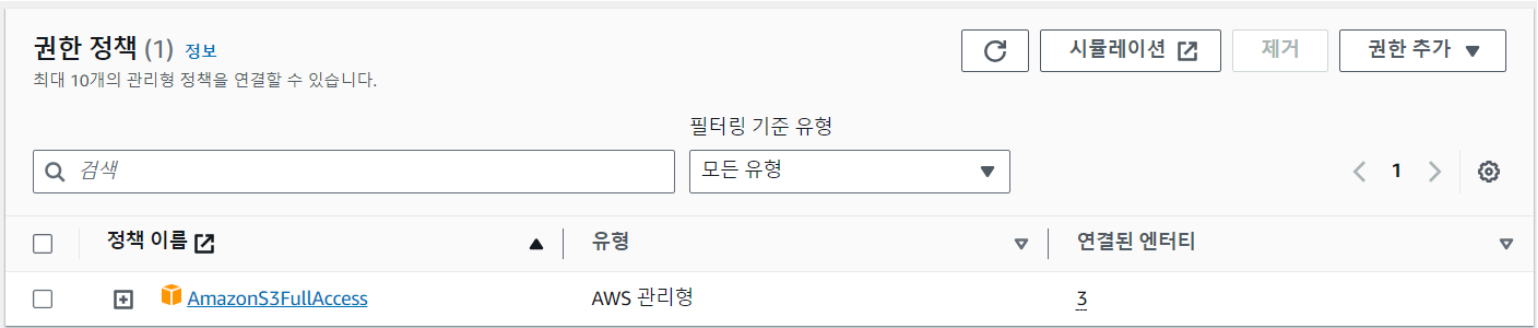 권한 정책 (1) 정보
시뮬레이션 제거 권한 추가
최대 10개의 관리형 정책을 연결할 수 있습니다.
필터링 기준 유형
검색 모든 유형 1
정책 이름 유형 연결된 엔터티
AmazonS3FullAccess AWS 관리형 3